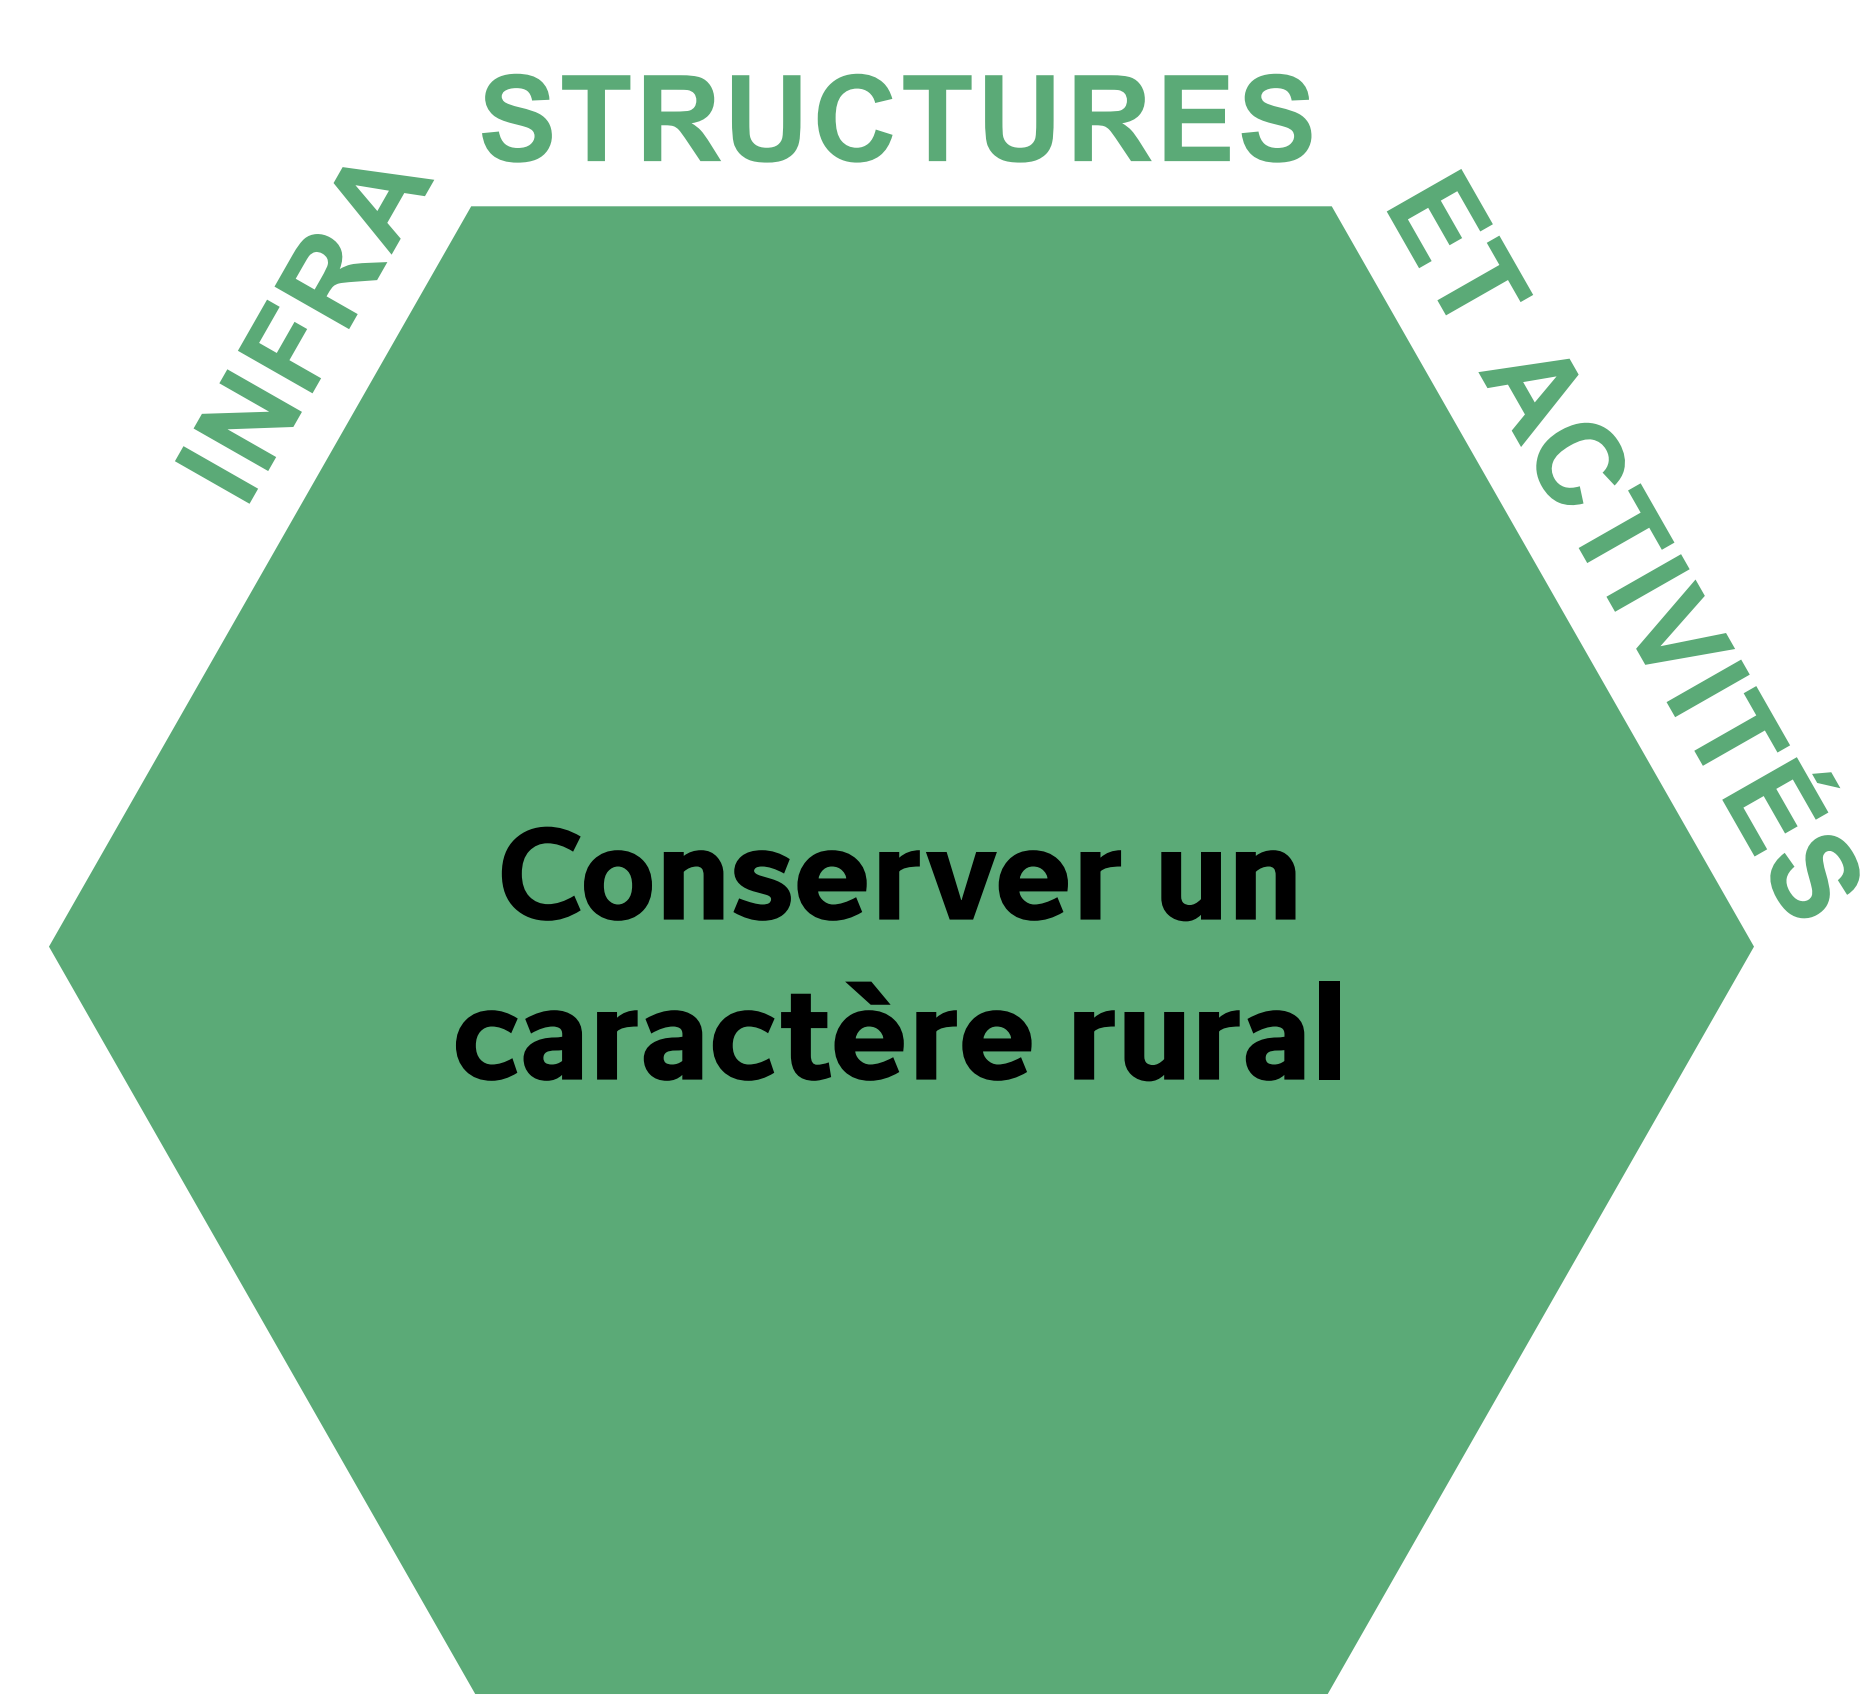 INFRA
STRUCTURES
ET ACTIVITÉS
Conserver un
caractère rural